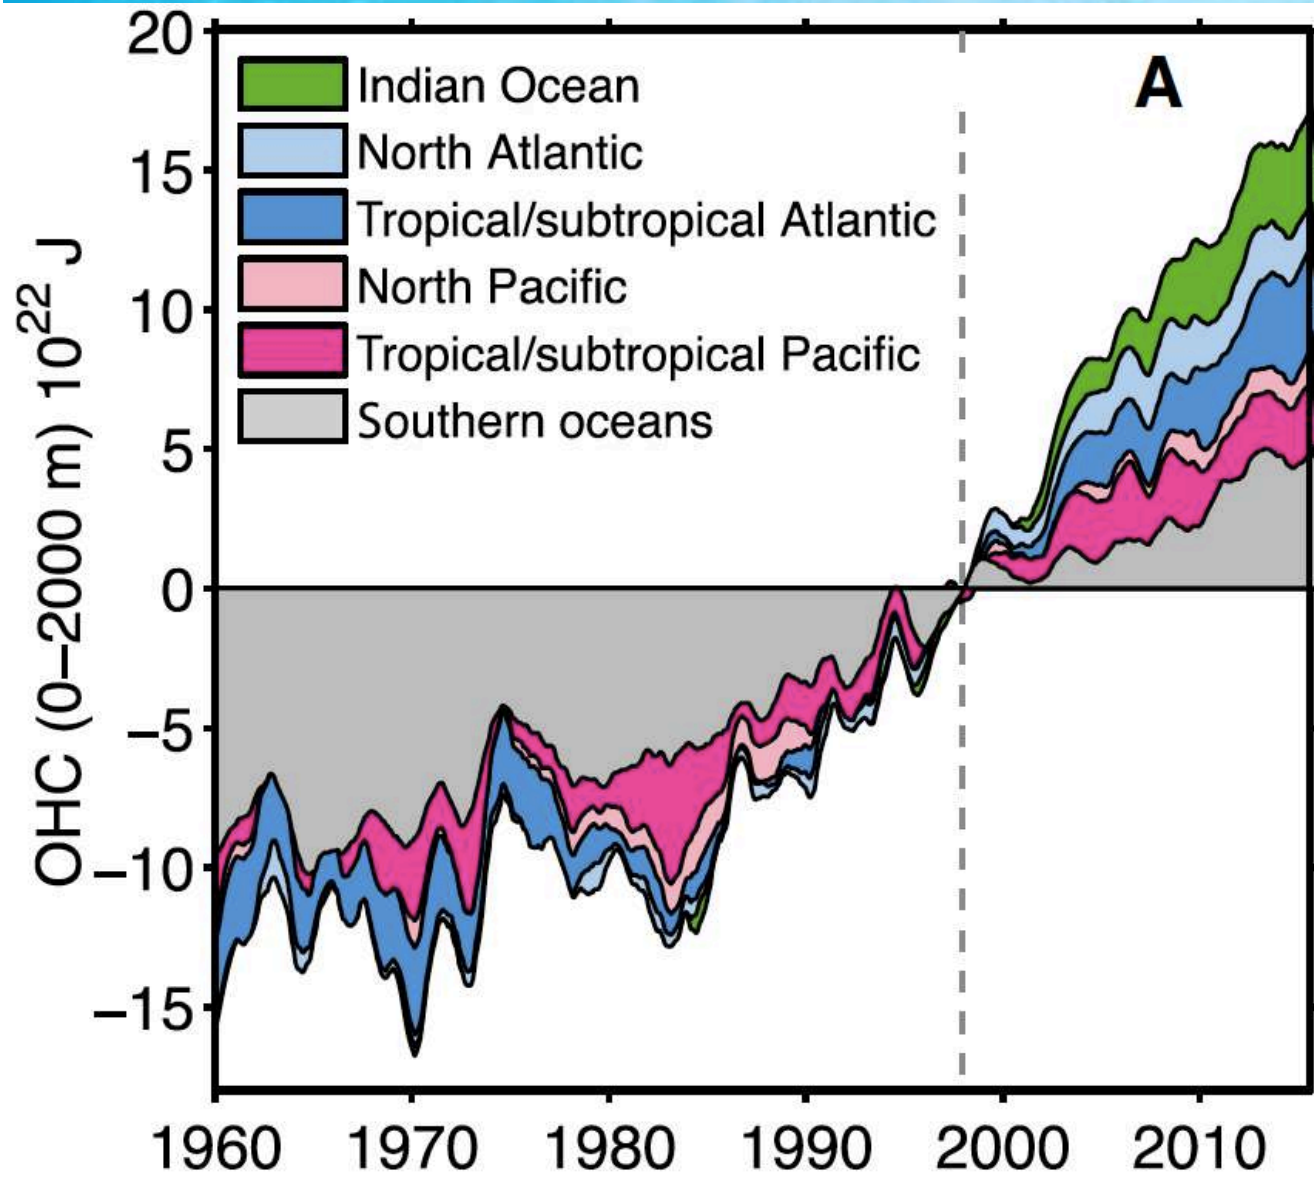 20
15
10
5
0
−5
−10
−15
OHC (0–2000 m) 10²² J
Indian Ocean
North Atlantic
Tropical/subtropical Atlantic
North Pacific
Tropical/subtropical Pacific
Southern oceans
A
1960 1970 1980 1990 2000 2010